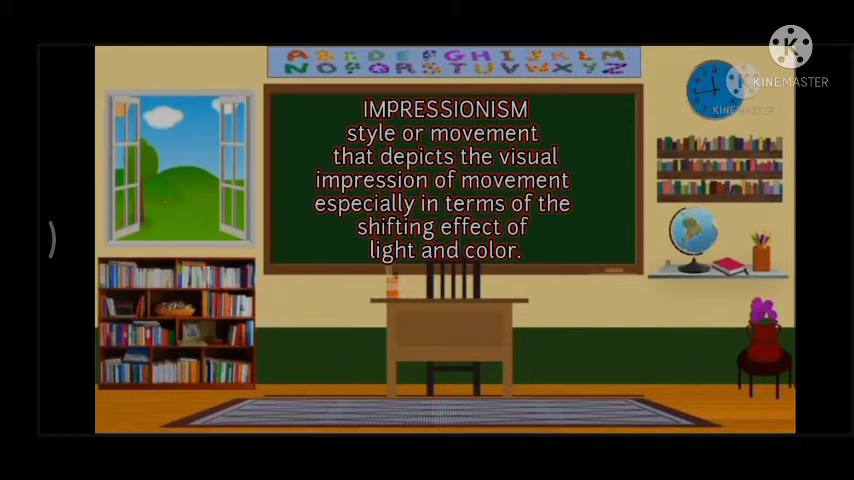 A B C D E F G H I J K L M
N O P Q R S T U V W X Y Z
KINEMASTER
KINEMASTER
IMPRESSIONISM
style or movement
that depicts the visual
impression of movement
especially in terms of the
shifting effect of
light and color.